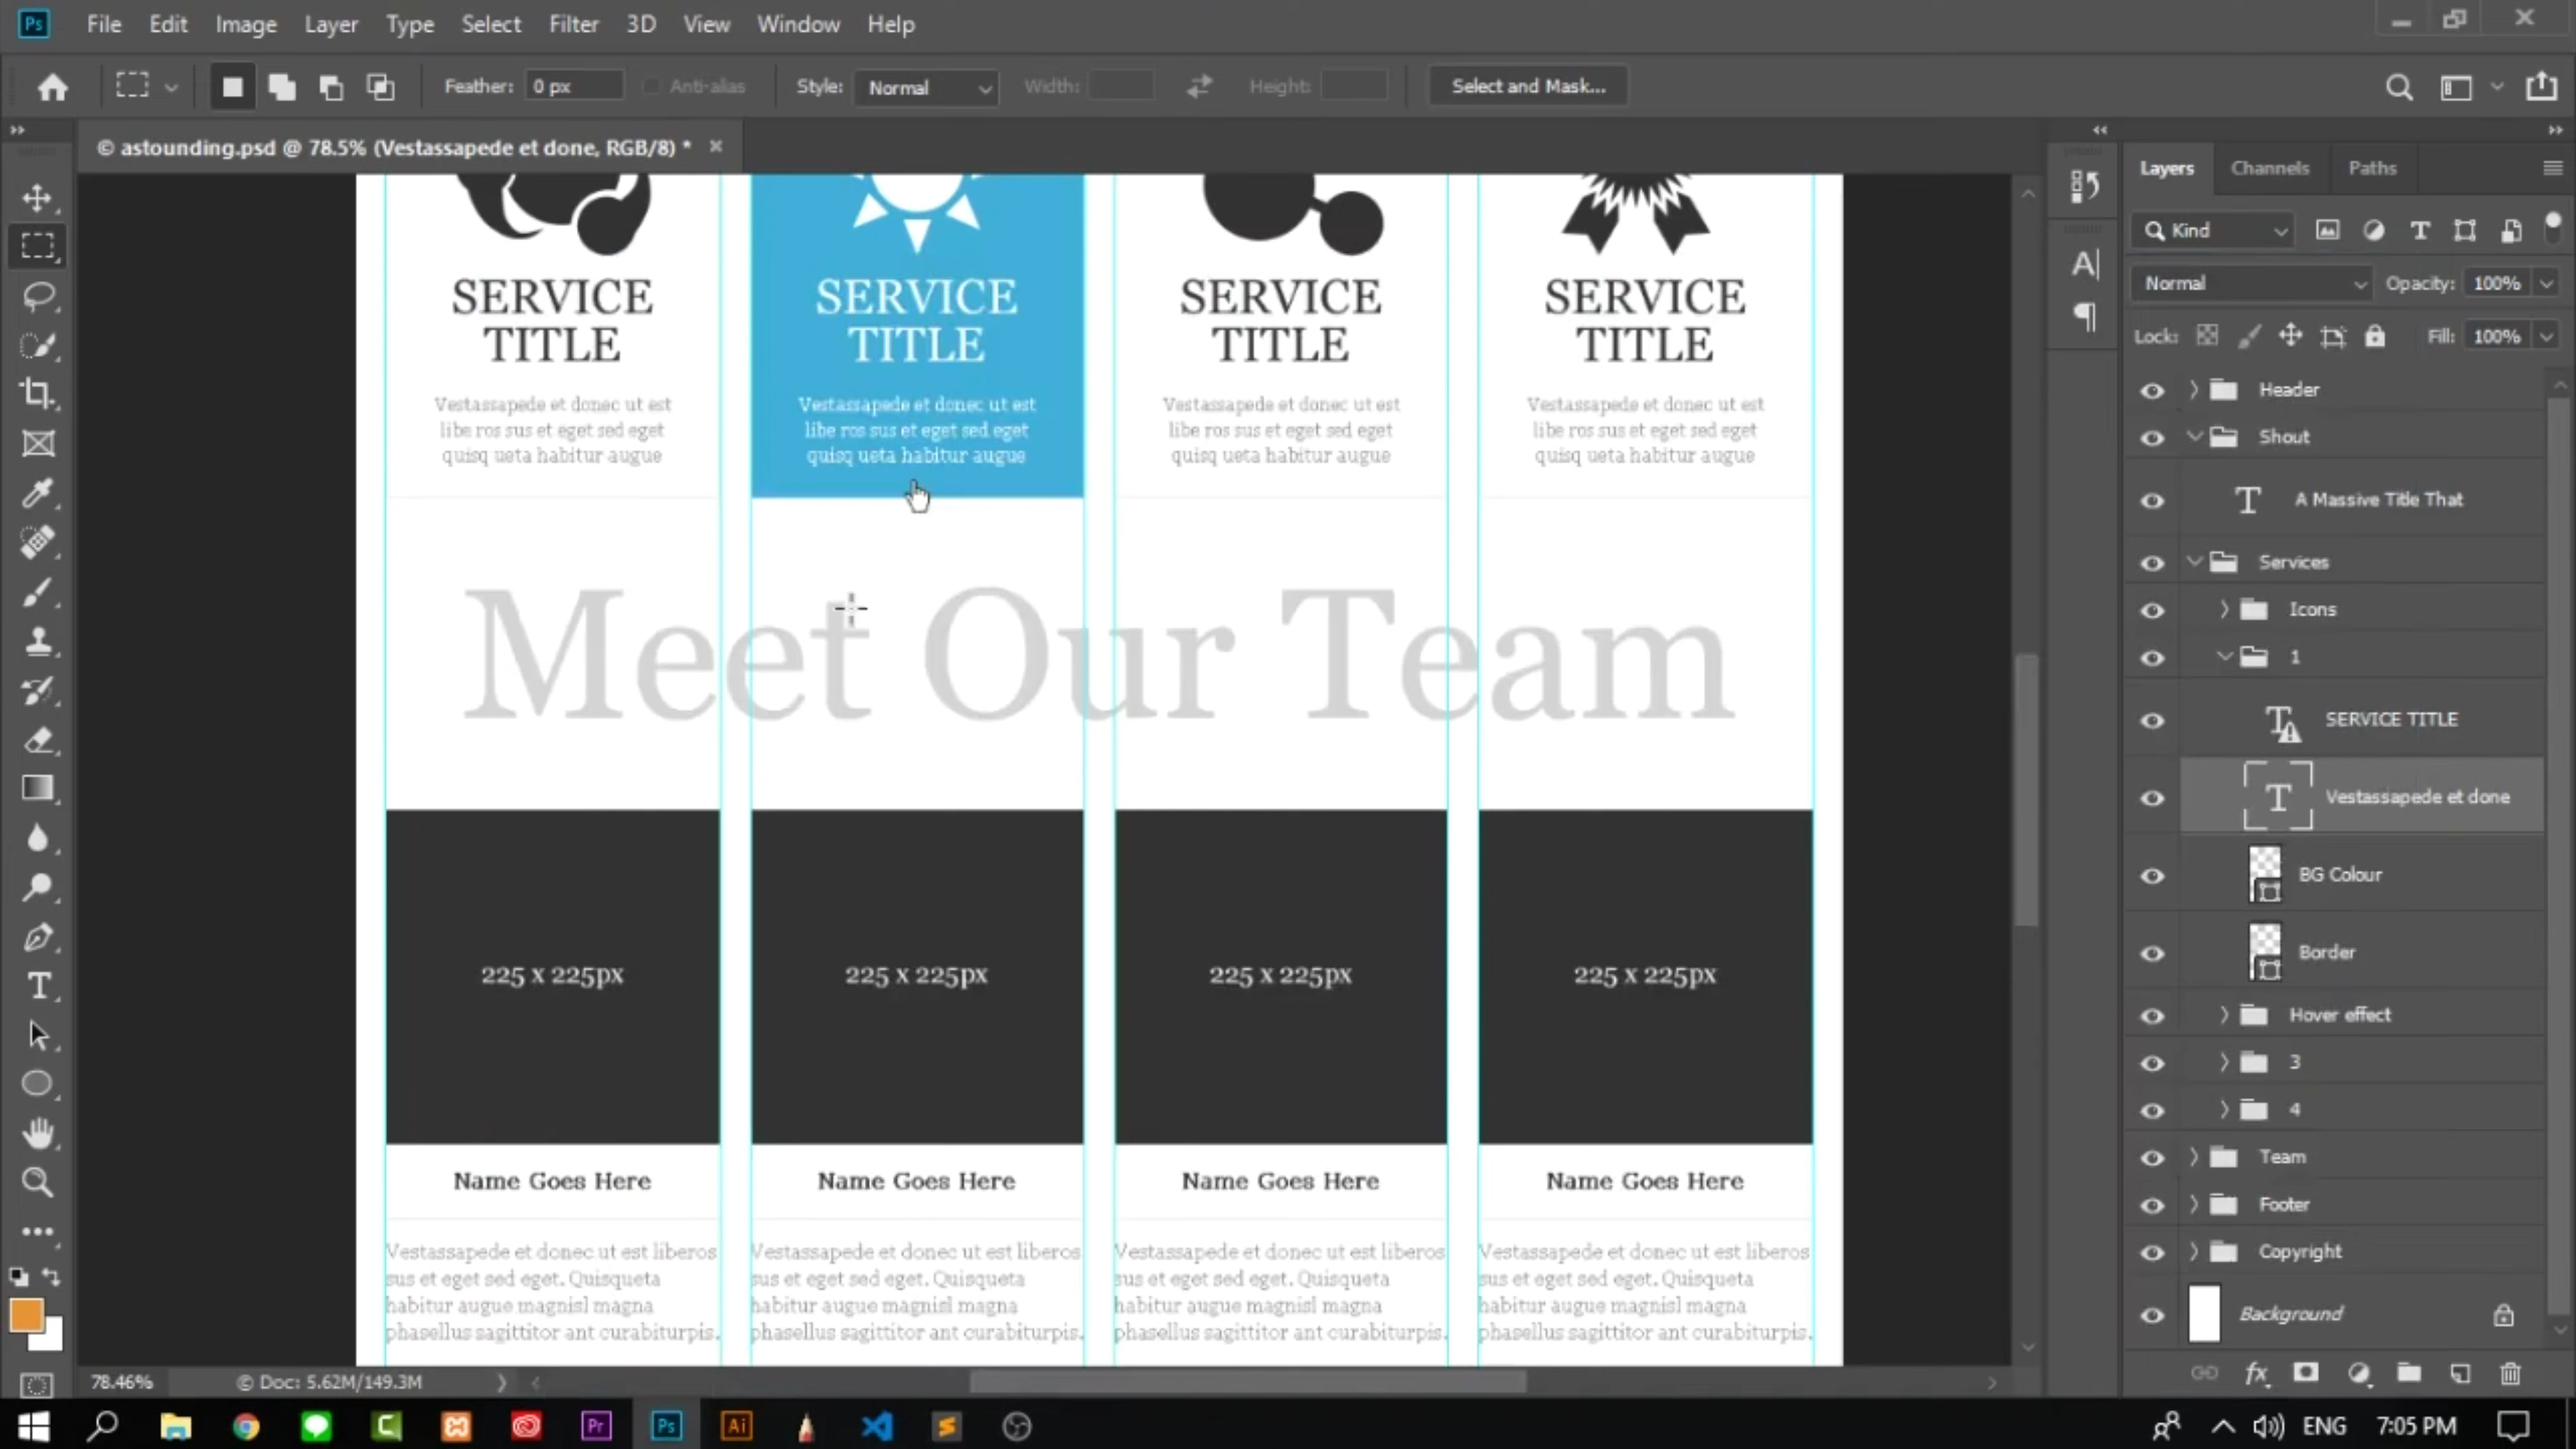 Ps File Edit Image Layer Type Select Filter 3D View Window Help
Feather: 0 px Anti-alias Style: Normal Width: Height: Select and Mask...
© astounding.psd @ 78.5% (Vestassapede et done, RGB/8) *
SERVICE
TITLE
Vestassapede et donec ut est
libe ros sus et eget sed eget
quisq ueta habitur augue
SERVICE
TITLE
Vestassapede et donec ut est
libe ros sus et eget sed eget
quisq ueta habitur augue
SERVICE
TITLE
Vestassapede et donec ut est
libe ros sus et eget sed eget
quisq ueta habitur augue
SERVICE
TITLE
Vestassapede et donec ut est
libe ros sus et eget sed eget
quisq ueta habitur augue
Meet Our Team
225 x 225px
225 x 225px
225 x 225px
225 x 225px
Name Goes Here
Vestassapede et donec ut est liberos
sus et eget sed eget. Quisqueta
habitur augue magnisl magna
phasellus sagittitor ant curabiturpis.
Name Goes Here
Vestassapede et donec ut est liberos
sus et eget sed eget. Quisqueta
habitur augue magnisl magna
phasellus sagittitor ant curabiturpis.
Name Goes Here
Vestassapede et donec ut est liberos
sus et eget sed eget. Quisqueta
habitur augue magnisl magna
phasellus sagittitor ant curabiturpis.
Name Goes Here
Vestassapede et donec ut est liberos
sus et eget sed eget. Quisqueta
habitur augue magnisl magna
phasellus sagittitor ant curabiturpis.
Layers Channels Paths
Kind
Normal Opacity: 100%
Lock: Fill: 100%
Header
Shout
A Massive Title That
Services
Icons
1
SERVICE TITLE
Vestassapede et done
BG Colour
Border
Hover effect
3
4
Team
Footer
Copyright
Background
78.46% © Doc: 5.62M/149.3M
Pr Ps Ai
ENG 7:05 PM